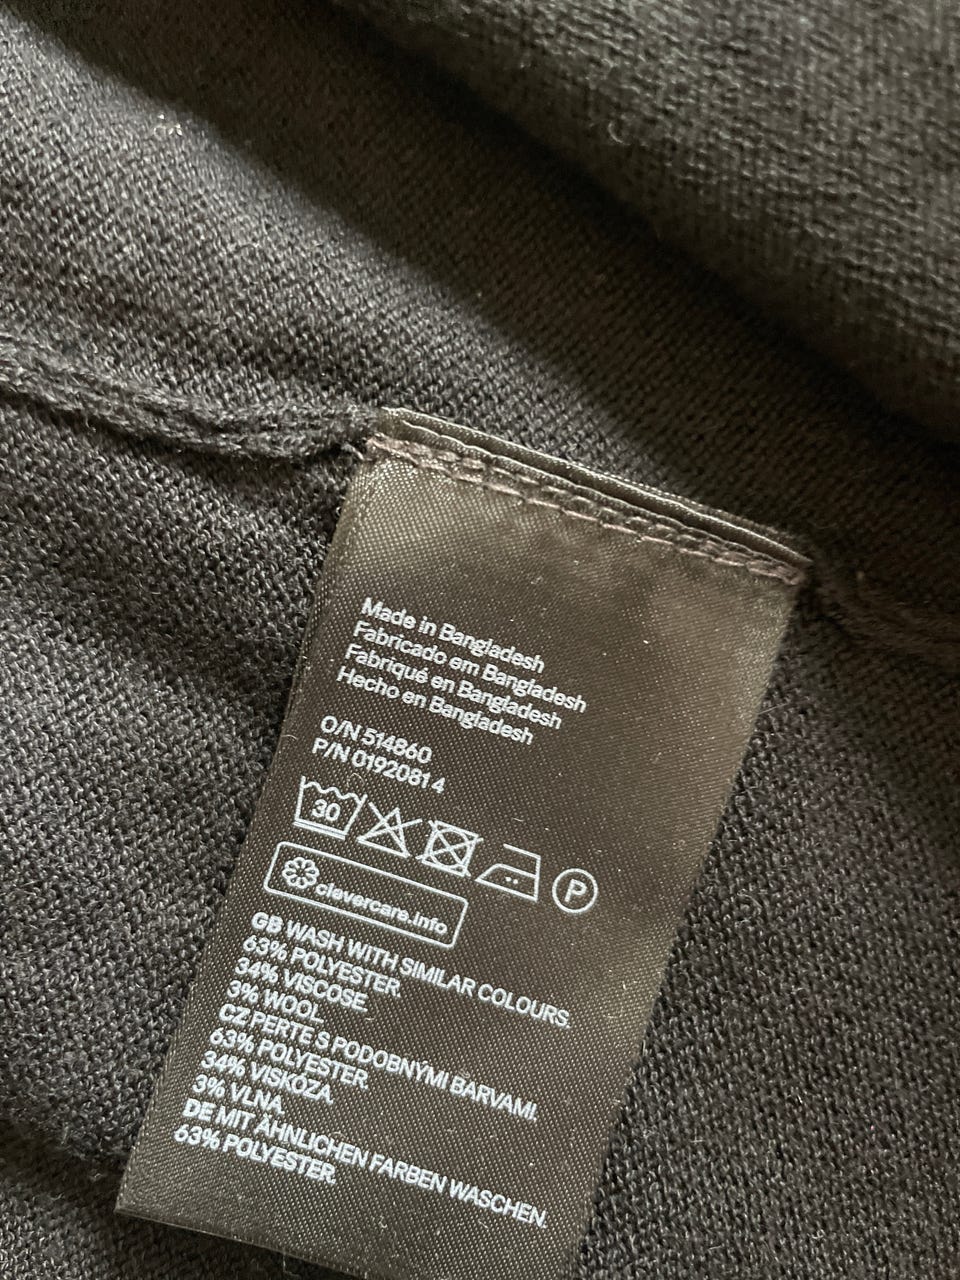 Made in Bangladesh
Fabricado em Bangladesh
Fabriqué en Bangladesh
Hecho en Bangladesh
O/N 514860
P/N 01920814
30
P
clevercare.info
GB WASH WITH SIMILAR COLOURS.
63% POLYESTER.
34% VISCOSE.
3% WOOL.
CZ PERTE S PODOBNÝMI BARVAMI.
63% POLYESTER.
34% VISKÓZA.
3% VLNA.
DE MIT ÄHNLICHEN FARBEN WASCHEN.
63% POLYESTER.